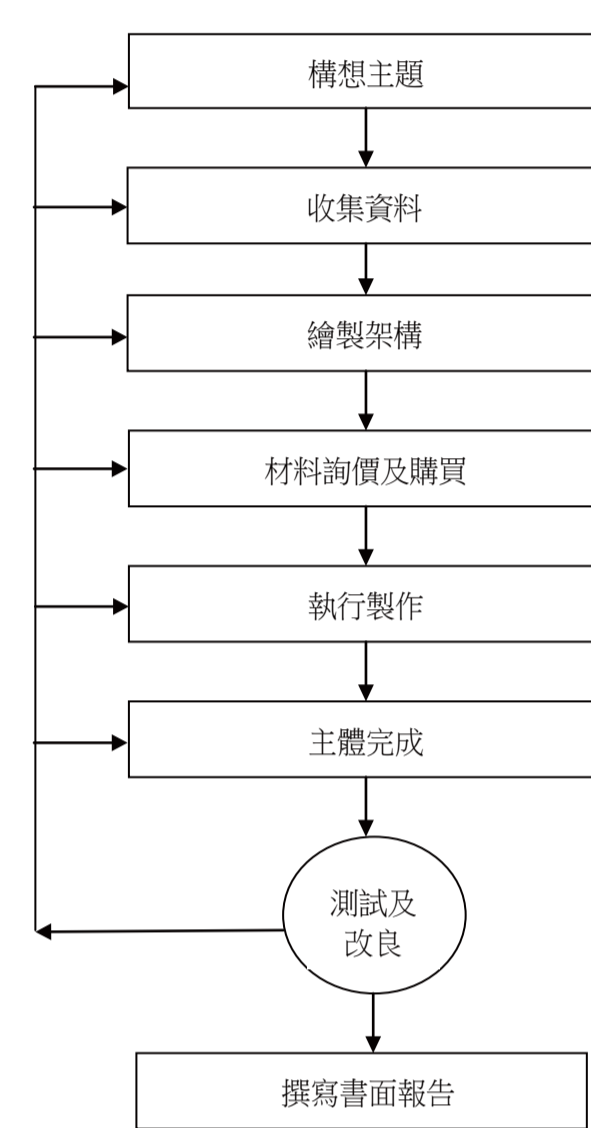 構想主題
收集資料
繪製架構
材料詢價及購買
執行製作
主體完成
測試及
改良
撰寫書面報告